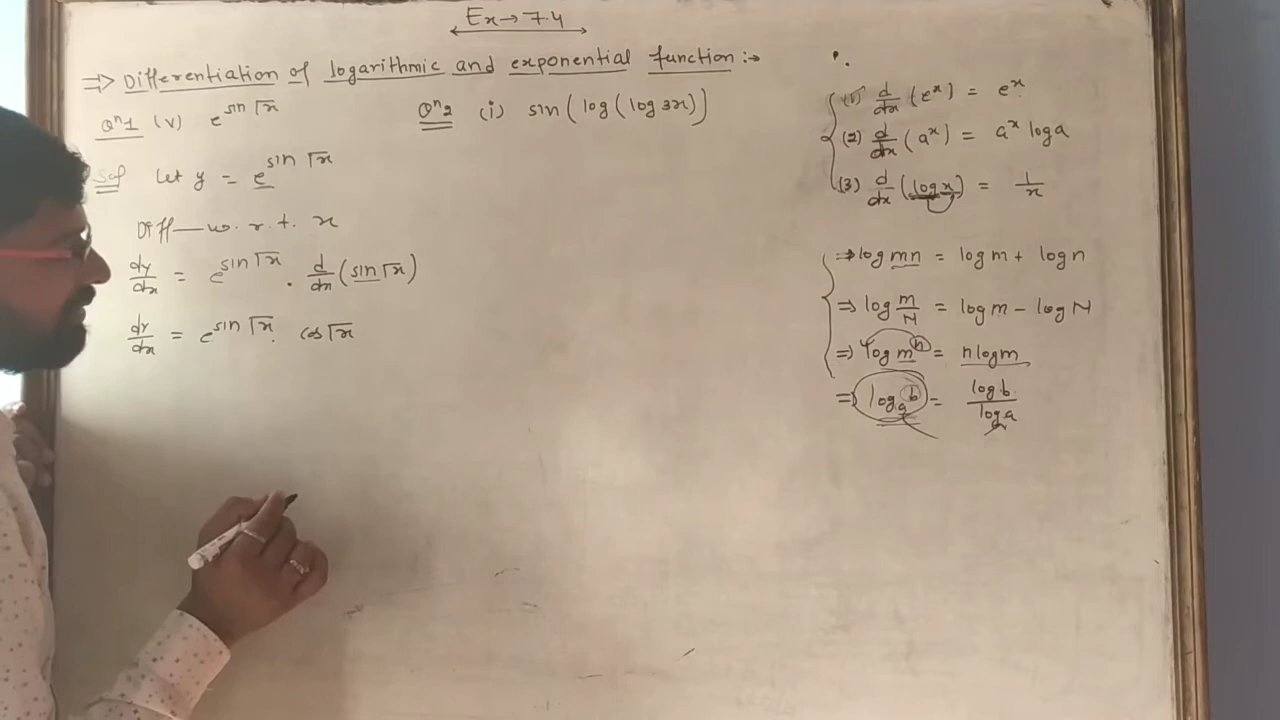 Ex → 7.4
⇒ Differentiation of logarithmic and exponential function :→
Qⁿ1 (v) e^{sin √x}
Qⁿ2 (i) sin(log(log 3x))
Sol Let y = e^{sin √x}
Diff— w. r. t. x
dy/dx = e^{sin √x} . d/dx (sin √x)
dy/dx = e^{sin √x} . cos √x
(1) d/dx (e^x) = e^x
(2) d/dx (a^x) = a^x log a
(3) d/dx (log x) = 1/x
⇒ log mn = log m + log n
⇒ log m/N = log m − log N
⇒ log m^n = n log m
⇒ log_a b = log b / log a